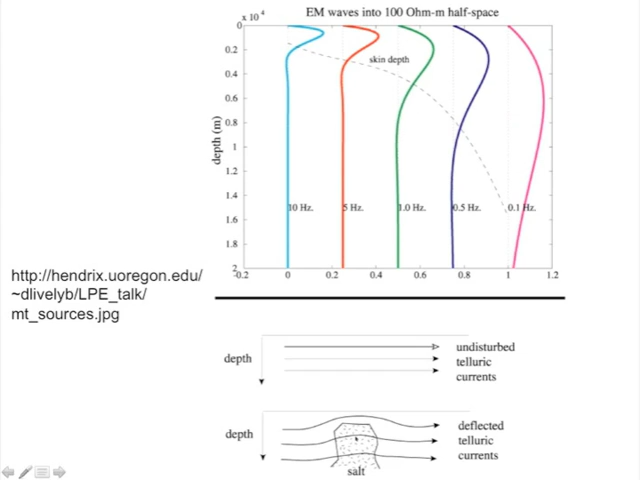 EM waves into 100 Ohm-m half-space
x 10⁴
0
0.2
0.4
0.6
0.8
1
1.2
1.4
1.6
1.8
2
depth (m)
skin depth
10 Hz.
5 Hz.
1.0 Hz.
0.5 Hz.
0.1 Hz.
-0.2
0
0.2
0.4
0.6
0.8
1
1.2
http://hendrix.uoregon.edu/
~dlivelyb/LPE_talk/
mt_sources.jpg
depth
undisturbed
telluric
currents
depth
deflected
telluric
currents
salt